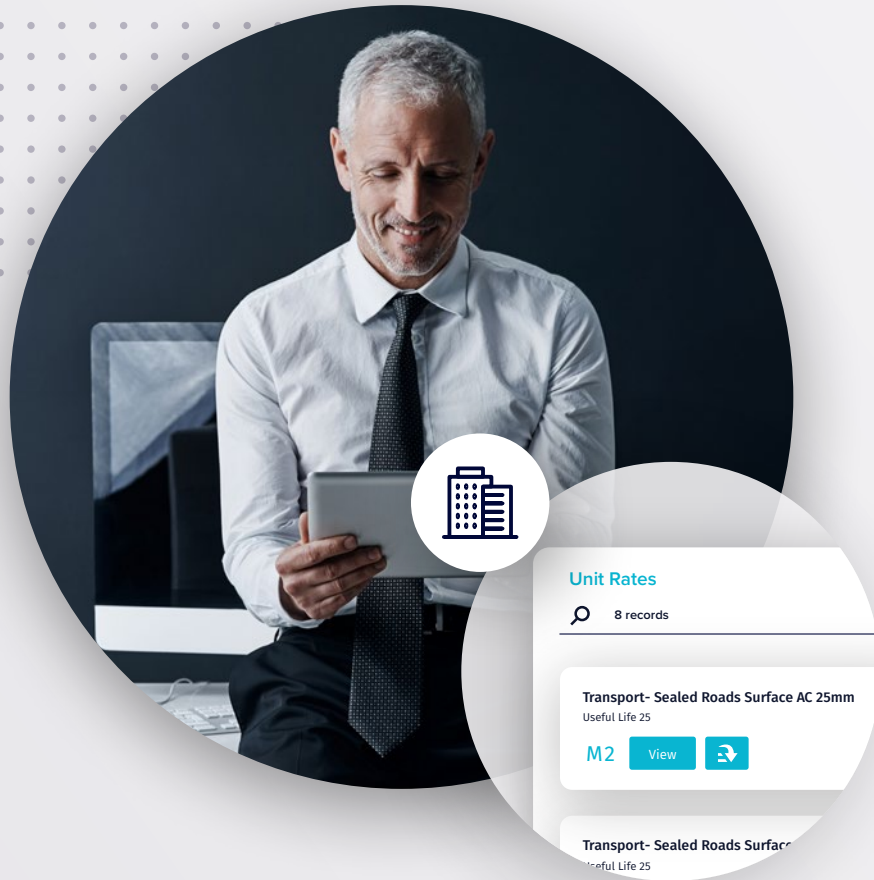 Unit Rates
8 records
Transport- Sealed Roads Surface AC 25mm
Useful Life 25
M2
View
Transport- Sealed Roads Surface
Useful Life 25